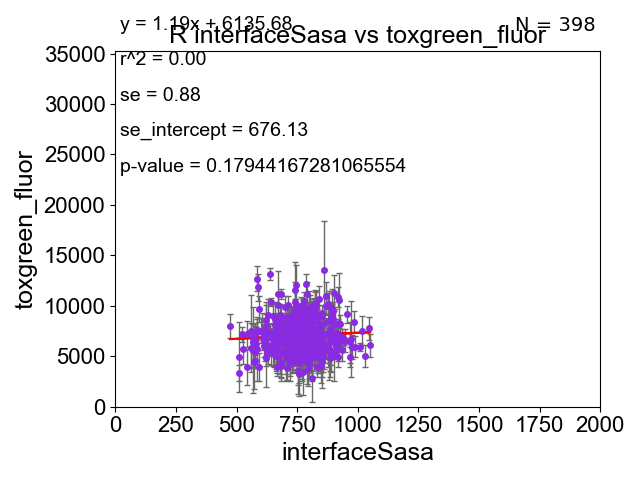 y = 1.19x + 6135.68
N = 398
R interfaceSasa vs toxgreen_fluor
r^2 = 0.00
se = 0.88
se_intercept = 676.13
p-value = 0.17944167281065554
35000
30000
25000
20000
15000
10000
5000
0
toxgreen_fluor
0 250 500 750 1000 1250 1500 1750 2000
interfaceSasa